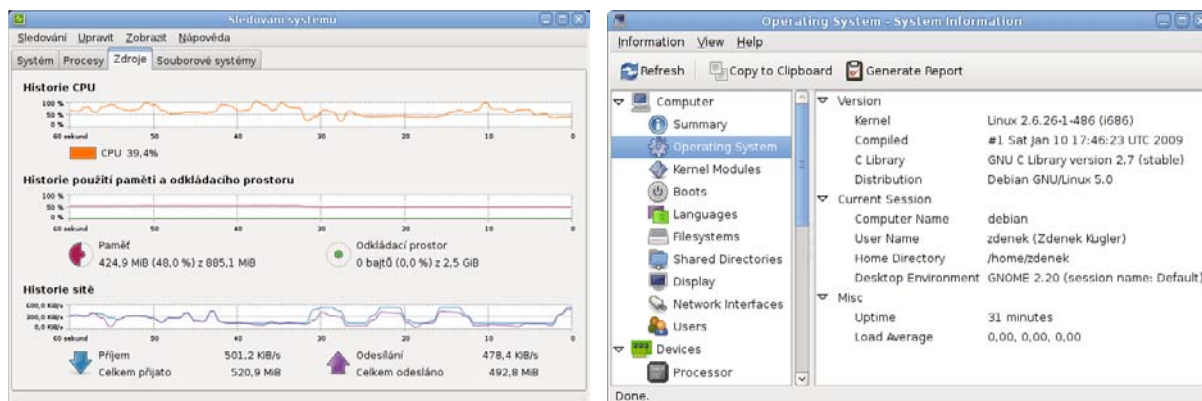 Sledování systému
Sledování Upravit Zobrazit Nápověda
Systém Procesy Zdroje Souborové systémy
Historie CPU
100 %
50 %
0 %
60 sekund 50 40 30 20 10 0
CPU 39,4%
Historie použití paměti a odkládacího prostoru
100 %
50 %
0 %
60 sekund 50 40 30 20 10 0
Paměť
424,9 MiB (48,0 %) z 885,1 MiB
Odkládací prostor
0 bajtů (0,0 %) z 2,5 GiB
Historie sítě
600,0 KiB/s
300,0 KiB/s
0,0 KiB/s
60 sekund 50 40 30 20 10 0
Příjem 501,2 KiB/s
Celkem přijato 520,9 MiB
Odesílání 478,4 KiB/s
Celkem odesláno 492,8 MiB
Operating System - System Information
Information View Help
Refresh Copy to Clipboard Generate Report
Computer
Summary
Operating System
Kernel Modules
Boots
Languages
Filesystems
Shared Directories
Display
Network Interfaces
Users
Devices
Processor
Version
Kernel Linux 2.6.26-1-486 (i686)
Compiled #1 Sat Jan 10 17:46:23 UTC 2009
C Library GNU C Library version 2.7 (stable)
Distribution Debian GNU/Linux 5.0
Current Session
Computer Name debian
User Name zdenek (Zdenek Kugler)
Home Directory /home/zdenek
Desktop Environment GNOME 2.20 (session name: Default)
Misc
Uptime 31 minutes
Load Average 0,00, 0,00, 0,00
Done.